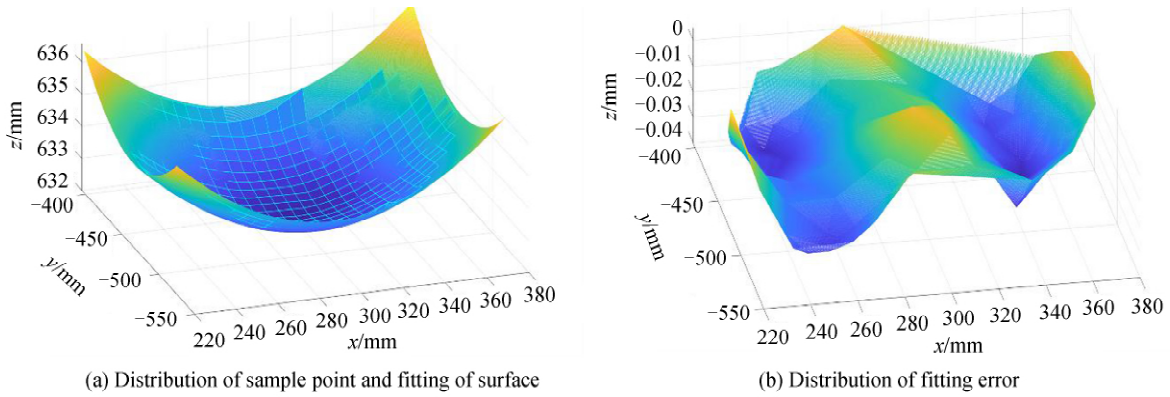 636
635
634
633
632
z/mm
−400
−450
−500
−550
y/mm
220 240 260 280 300 320 340 360 380
x/mm
(a) Distribution of sample point and fitting of surface
0
−0.01
−0.02
−0.03
−0.04
z/mm
−400
−450
−500
−550
y/mm
220 240 260 280 300 320 340 360 380
x/mm
(b) Distribution of fitting error